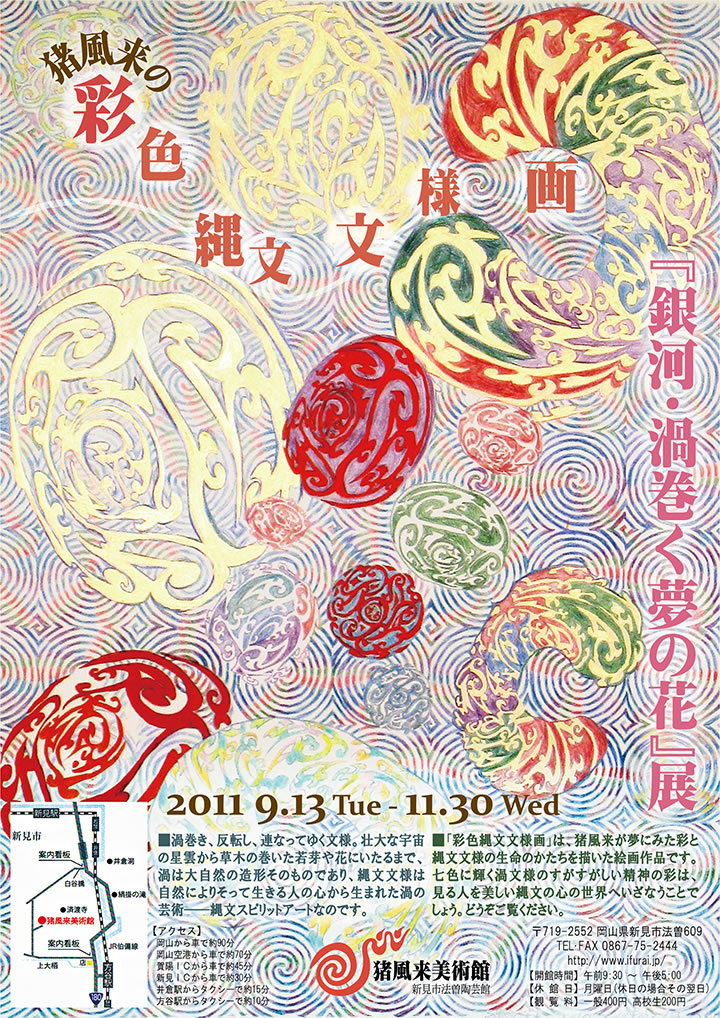 猪風来の
彩色
縄文文様画
『銀河・渦巻く夢の花』展
2011 9.13 Tue - 11.30 Wed
■渦巻き、反転し、連なってゆく文様。壮大な宇宙
の星雲から草木の巻いた若芽や花にいたるまで、
渦は大自然の造形そのものであり、縄文文様は
自然によりそって生きる人の心から生まれた渦の
芸術――縄文スピリットアートなのです。
■「彩色縄文文様画」は、猪風来が夢にみた彩と
縄文文様の生命のかたちを描いた絵画作品です。
七色に輝く渦文様のすがすがしい精神の彩は、
見る人を美しい縄文の心の世界へいざなうことで
しょう。どうぞご覧ください。
新見駅
新見市
案内看板
井倉洞
白谷橋
絹掛の滝
済渡寺
猪風来美術館
案内看板
JR伯備線
上大槻
店
方谷駅
180
【アクセス】
岡山から車で約90分
岡山空港から車で約70分
賀陽ICから車で約45分
新見ICから車で約30分
井倉駅からタクシーで約15分
方谷駅からタクシーで約10分
猪風来美術館
新見市法曽陶芸館
〒719-2552 岡山県新見市法曽609
TEL・FAX 0867-75-2444
http://www.ifurai.jp/
【開館時間】午前9:30 ～ 午後5:00
【休 館 日】月曜日(休日の場合その翌日)
【観 覧 料】一般400円 高校生200円